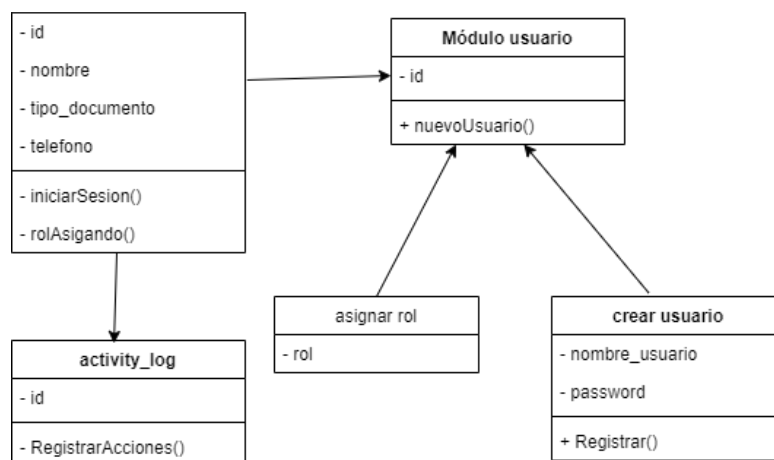 - id
- nombre
- tipo_documento
- telefono
- iniciarSesion()
- rolAsigando()
Módulo usuario
- id
+ nuevoUsuario()
asignar rol
- rol
crear usuario
- nombre_usuario
- password
+ Registrar()
activity_log
- id
- RegistrarAcciones()